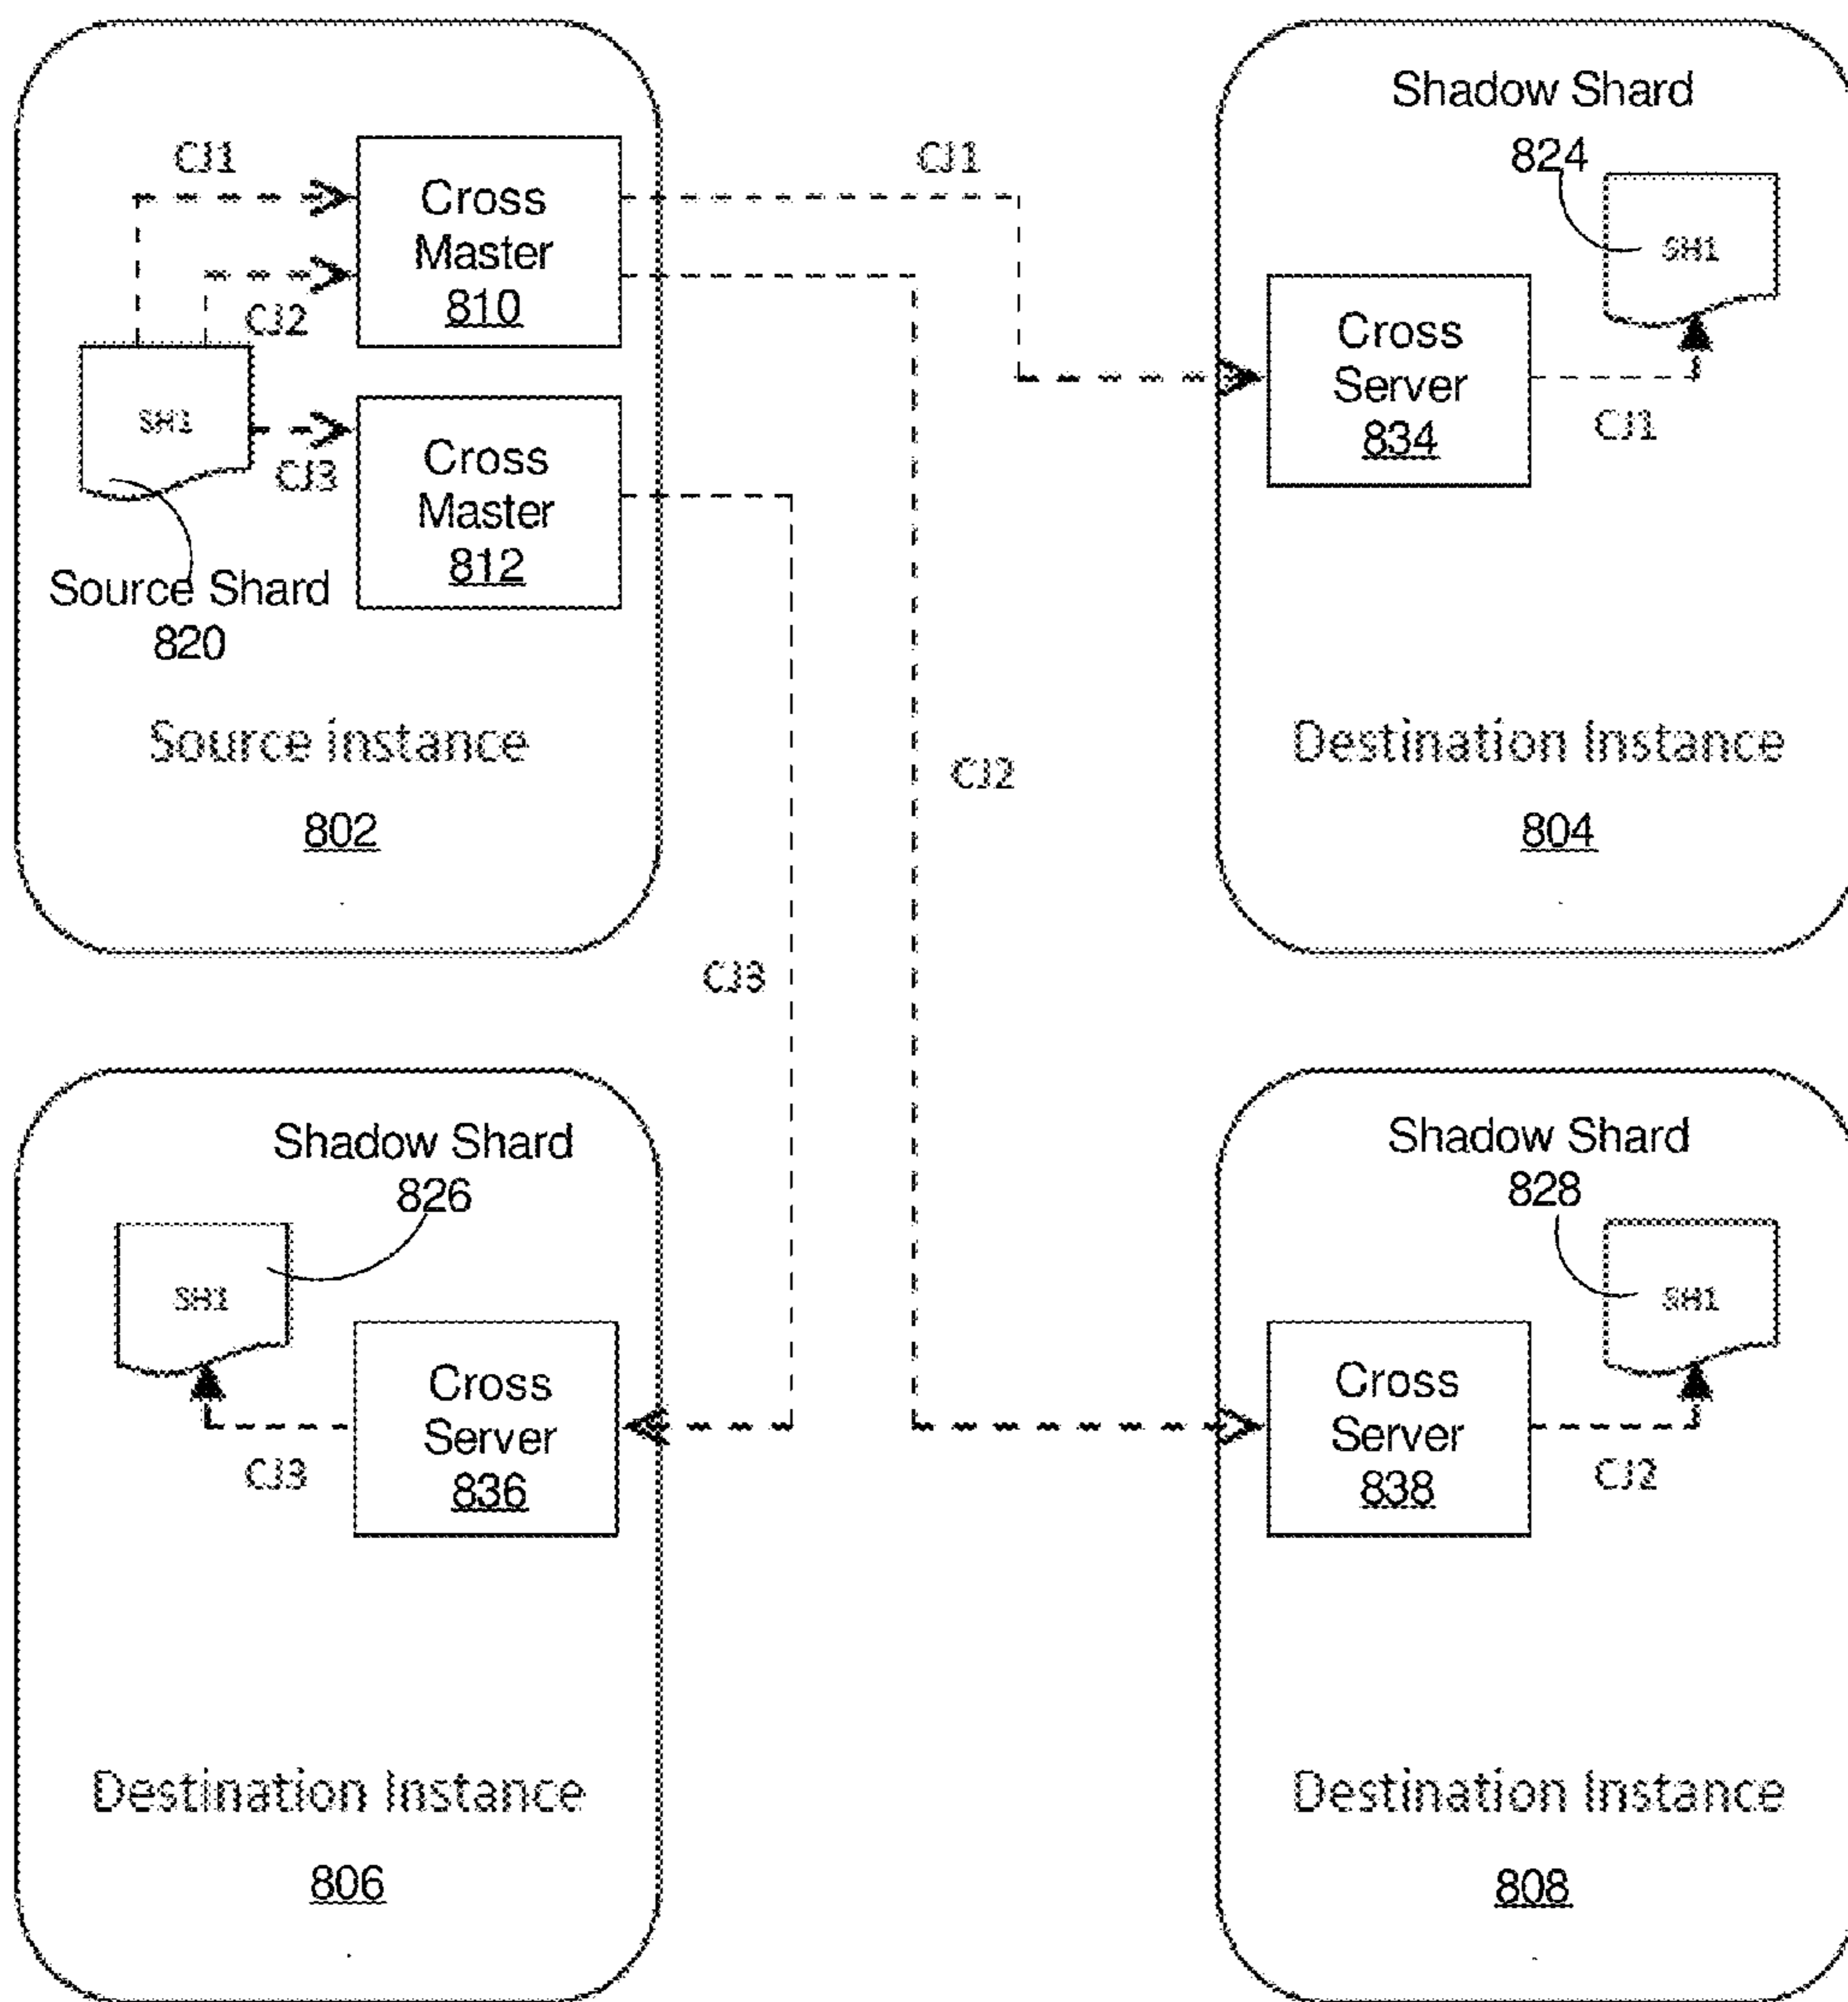 CJ1
CJ2
Cross
Master
810
SH1
CJ3
Cross
Master
812
Source Shard
820
Source instance
802
CJ1
CJ2
CJ3
Shadow Shard
824
SH1
Cross
Server
834
CJ1
Destination Instance
804
Shadow Shard
826
SH1
Cross
Server
836
CJ3
Destination Instance
806
Shadow Shard
828
SH1
Cross
Server
838
CJ2
Destination Instance
808